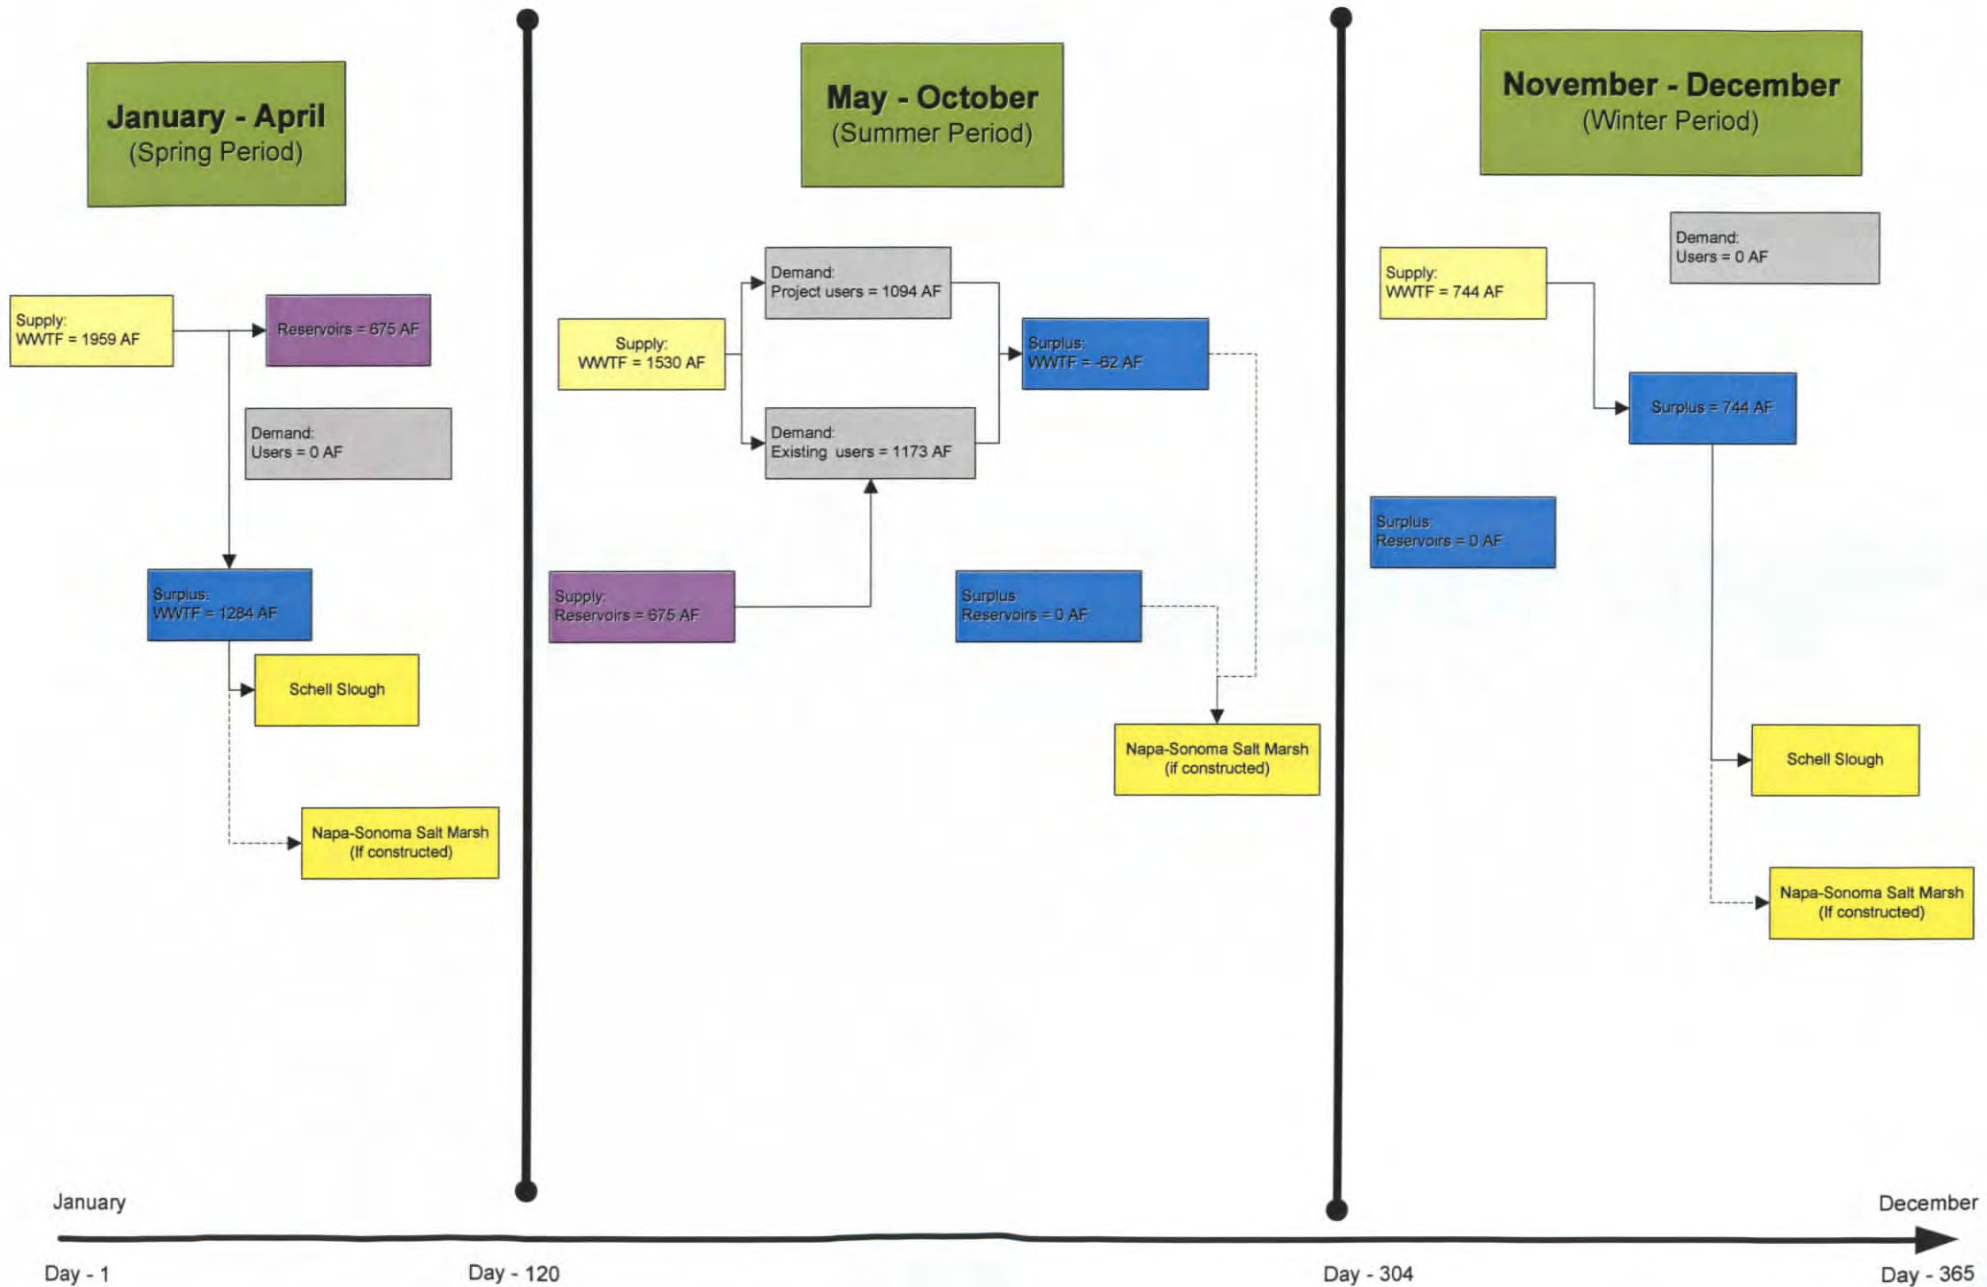 January - April
(Spring Period)
Supply:
WWTF = 1959 AF
Reservoirs = 675 AF
Demand:
Users = 0 AF
Surplus:
WWTF = 1284 AF
Schell Slough
Napa-Sonoma Salt Marsh
(If constructed)
May - October
(Summer Period)
Supply:
WWTF = 1530 AF
Demand:
Project users = 1094 AF
Demand:
Existing users = 1173 AF
Surplus:
WWTF = -62 AF
Supply:
Reservoirs = 675 AF
Surplus
Reservoirs = 0 AF
Napa-Sonoma Salt Marsh
(if constructed)
November - December
(Winter Period)
Demand:
Users = 0 AF
Supply:
WWTF = 744 AF
Surplus = 744 AF
Surplus:
Reservoirs = 0 AF
Schell Slough
Napa-Sonoma Salt Marsh
(If constructed)
January
December
Day - 1
Day - 120
Day - 304
Day - 365